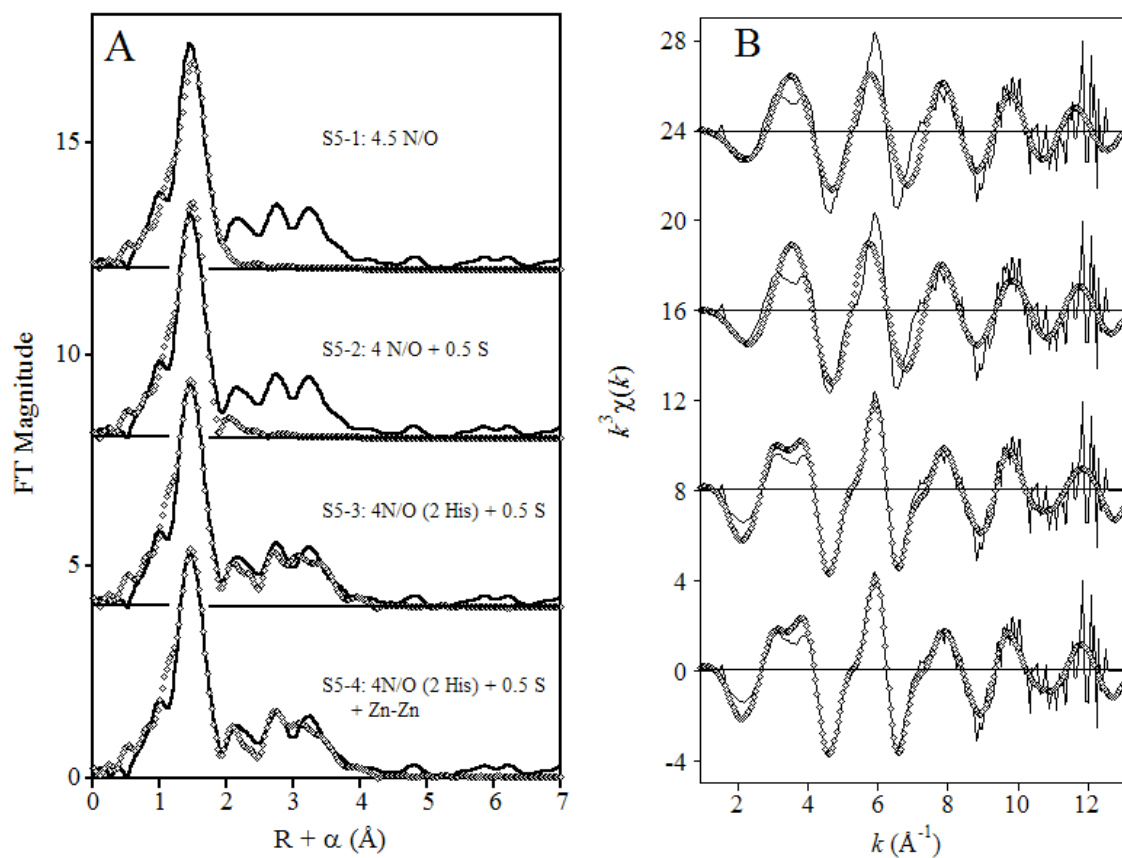 A
S5-1: 4.5 N/O
S5-2: 4 N/O + 0.5 S
S5-3: 4N/O (2 His) + 0.5 S
S5-4: 4N/O (2 His) + 0.5 S
+ Zn-Zn
15
10
5
0
FT Magnitude
0 1 2 3 4 5 6 7
R + α (Å)
B
28
24
20
16
12
8
4
0
-4
k³χ(k)
2 4 6 8 10 12
k (Å⁻¹)